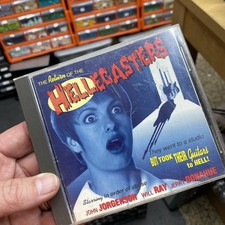 The Return OF THE
HELLECASTERS
They went to a studio
BUT TOOK THEIR Guitars
to HELL!
Starring in order of
JOHN JORGENSON WILL RAY JERRY DONAHUE